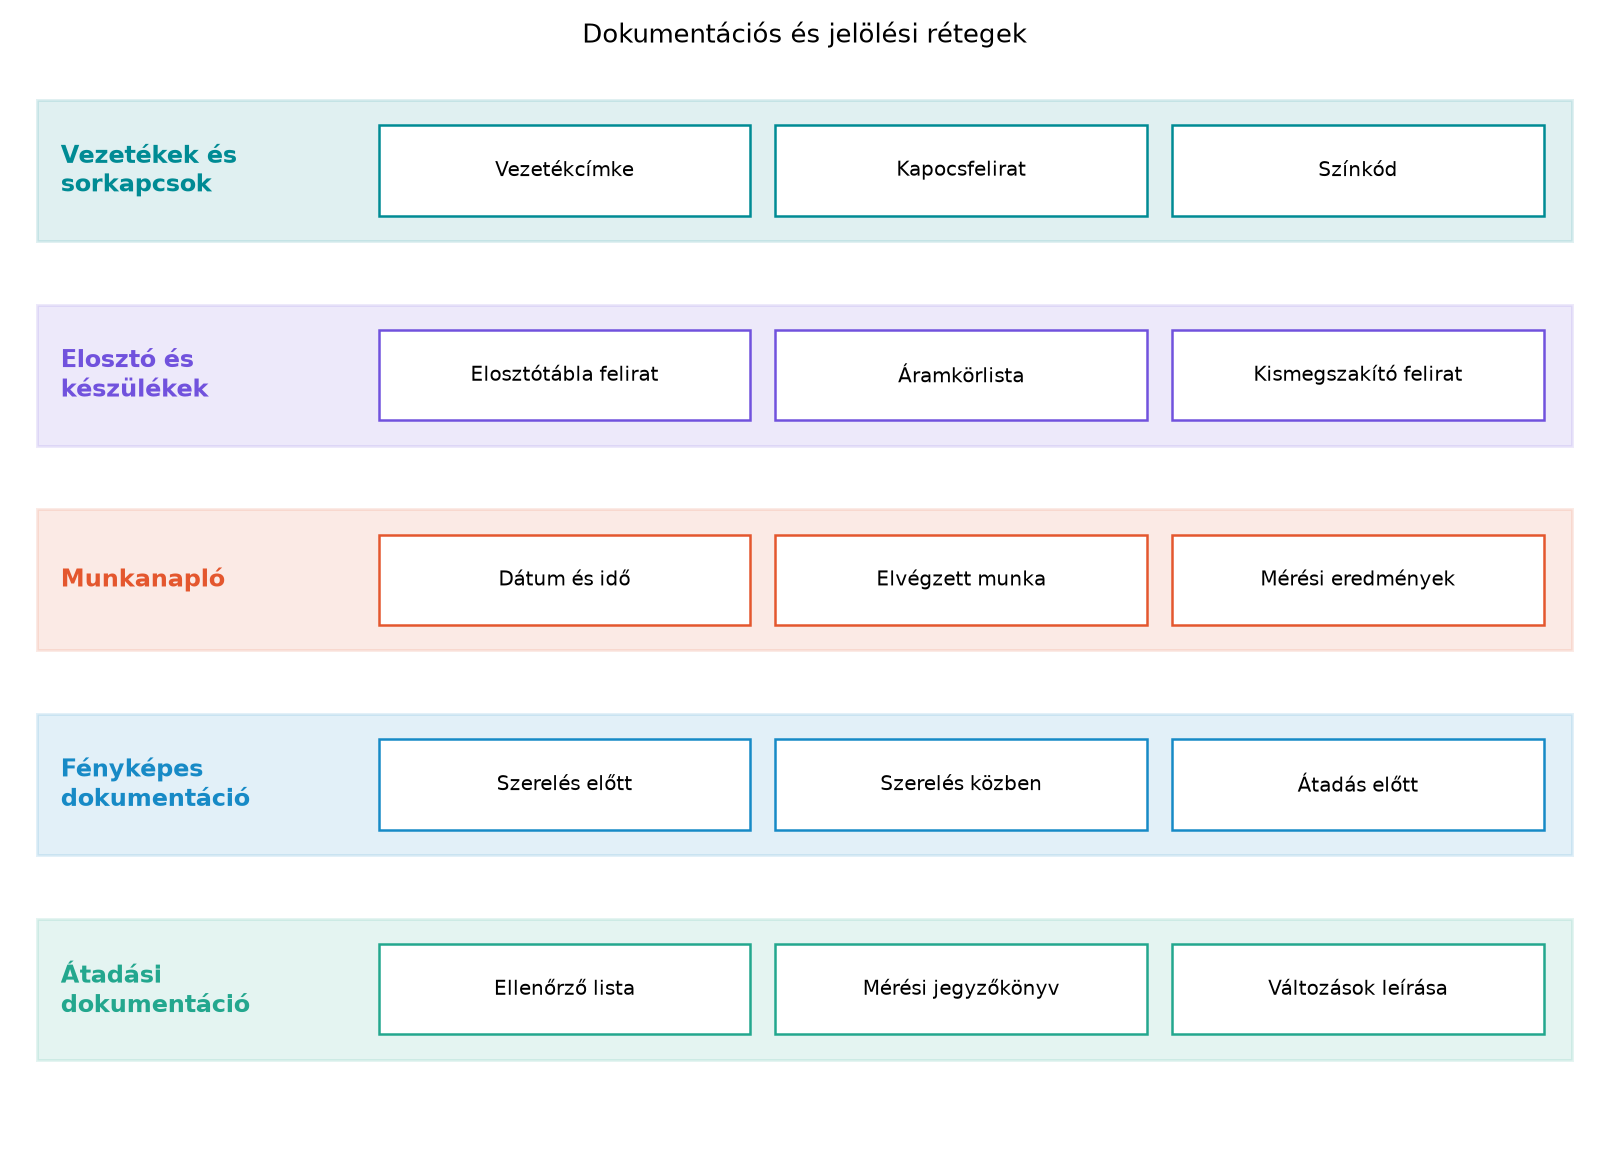 Dokumentációs és jelölési rétegek
Vezetékek és
sorkapcsok
Vezetékcímke
Kapocsfelirat
Színkód
Elosztó és
készülékek
Elosztótábla felirat
Áramkörlista
Kismegszakító felirat
Munkanapló
Dátum és idő
Elvégzett munka
Mérési eredmények
Fényképes
dokumentáció
Szerelés előtt
Szerelés közben
Átadás előtt
Átadási
dokumentáció
Ellenőrző lista
Mérési jegyzőkönyv
Változások leírása